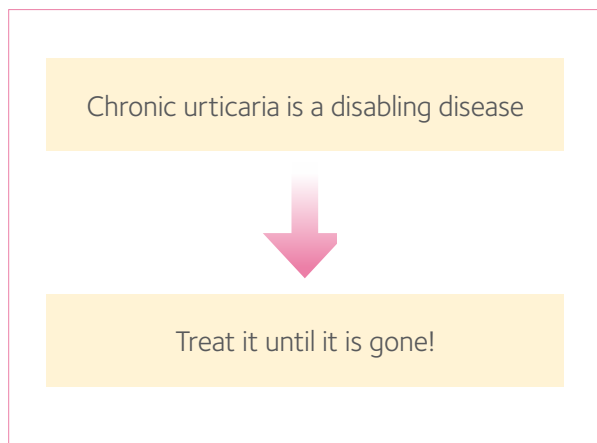 Chronic urticaria is a disabling disease
Treat it until it is gone!